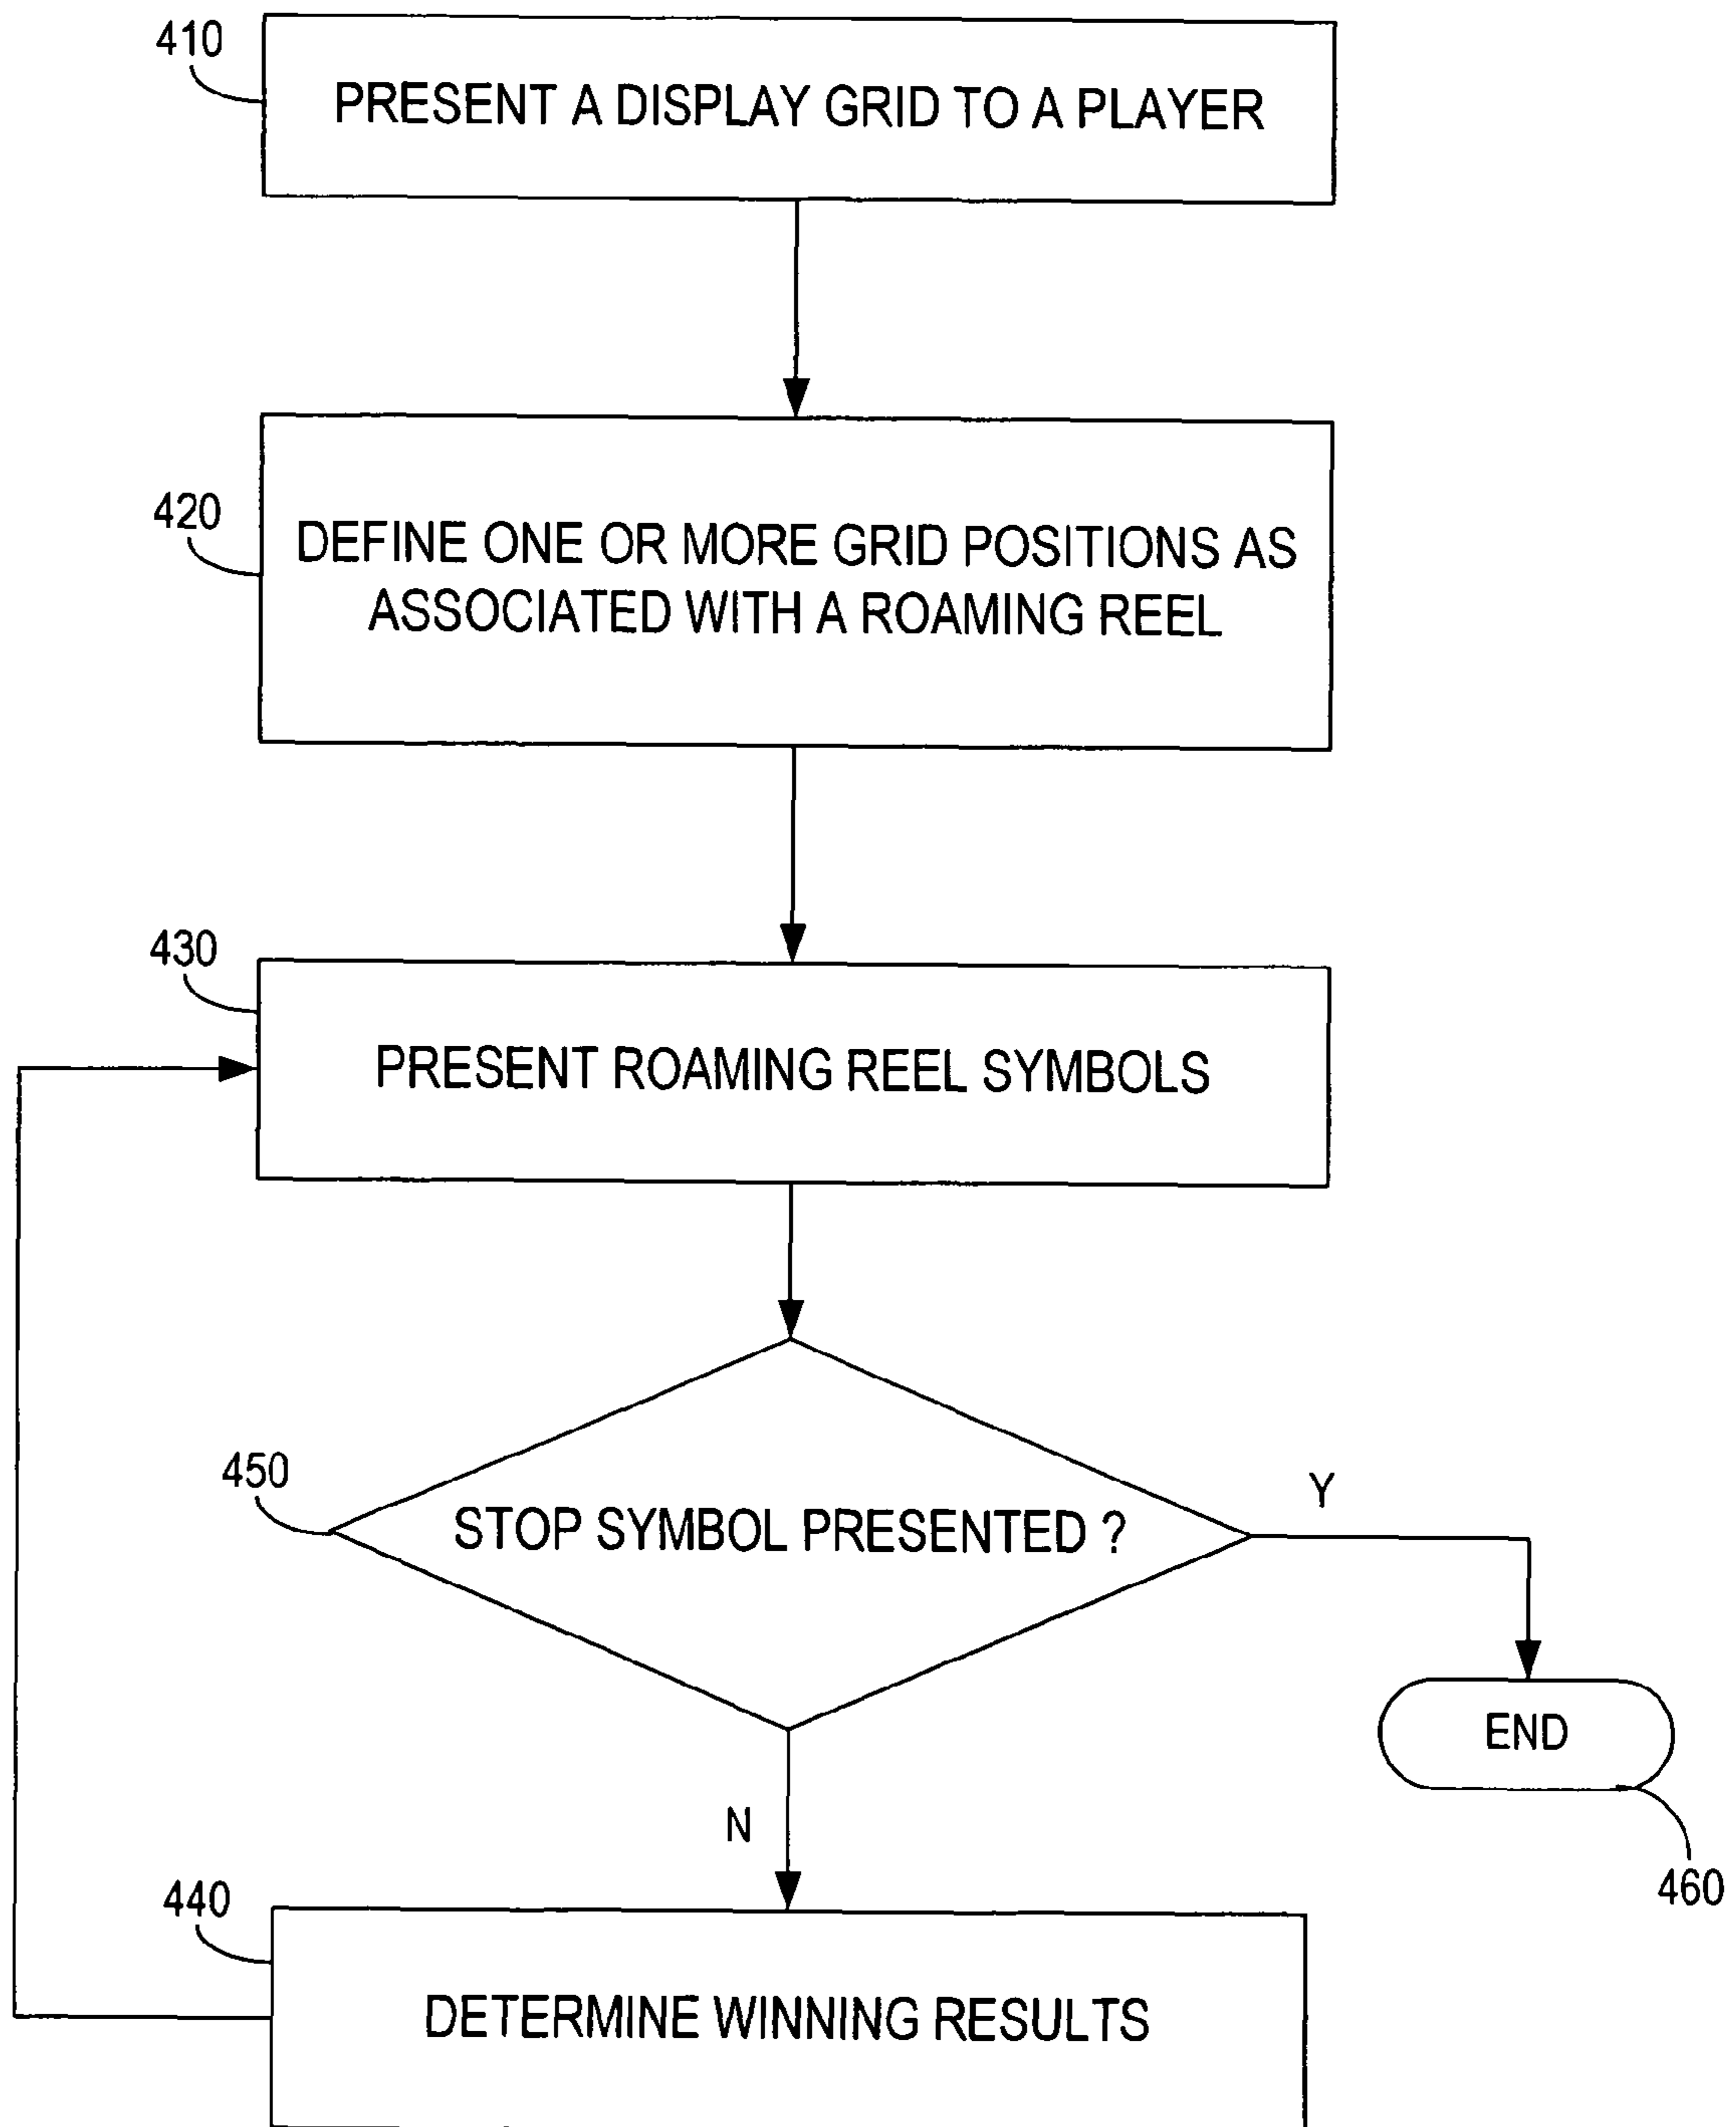 410
PRESENT A DISPLAY GRID TO A PLAYER
420
DEFINE ONE OR MORE GRID POSITIONS AS
ASSOCIATED WITH A ROAMING REEL
430
PRESENT ROAMING REEL SYMBOLS
450
STOP SYMBOL PRESENTED ?
Y
END
N
460
440
DETERMINE WINNING RESULTS